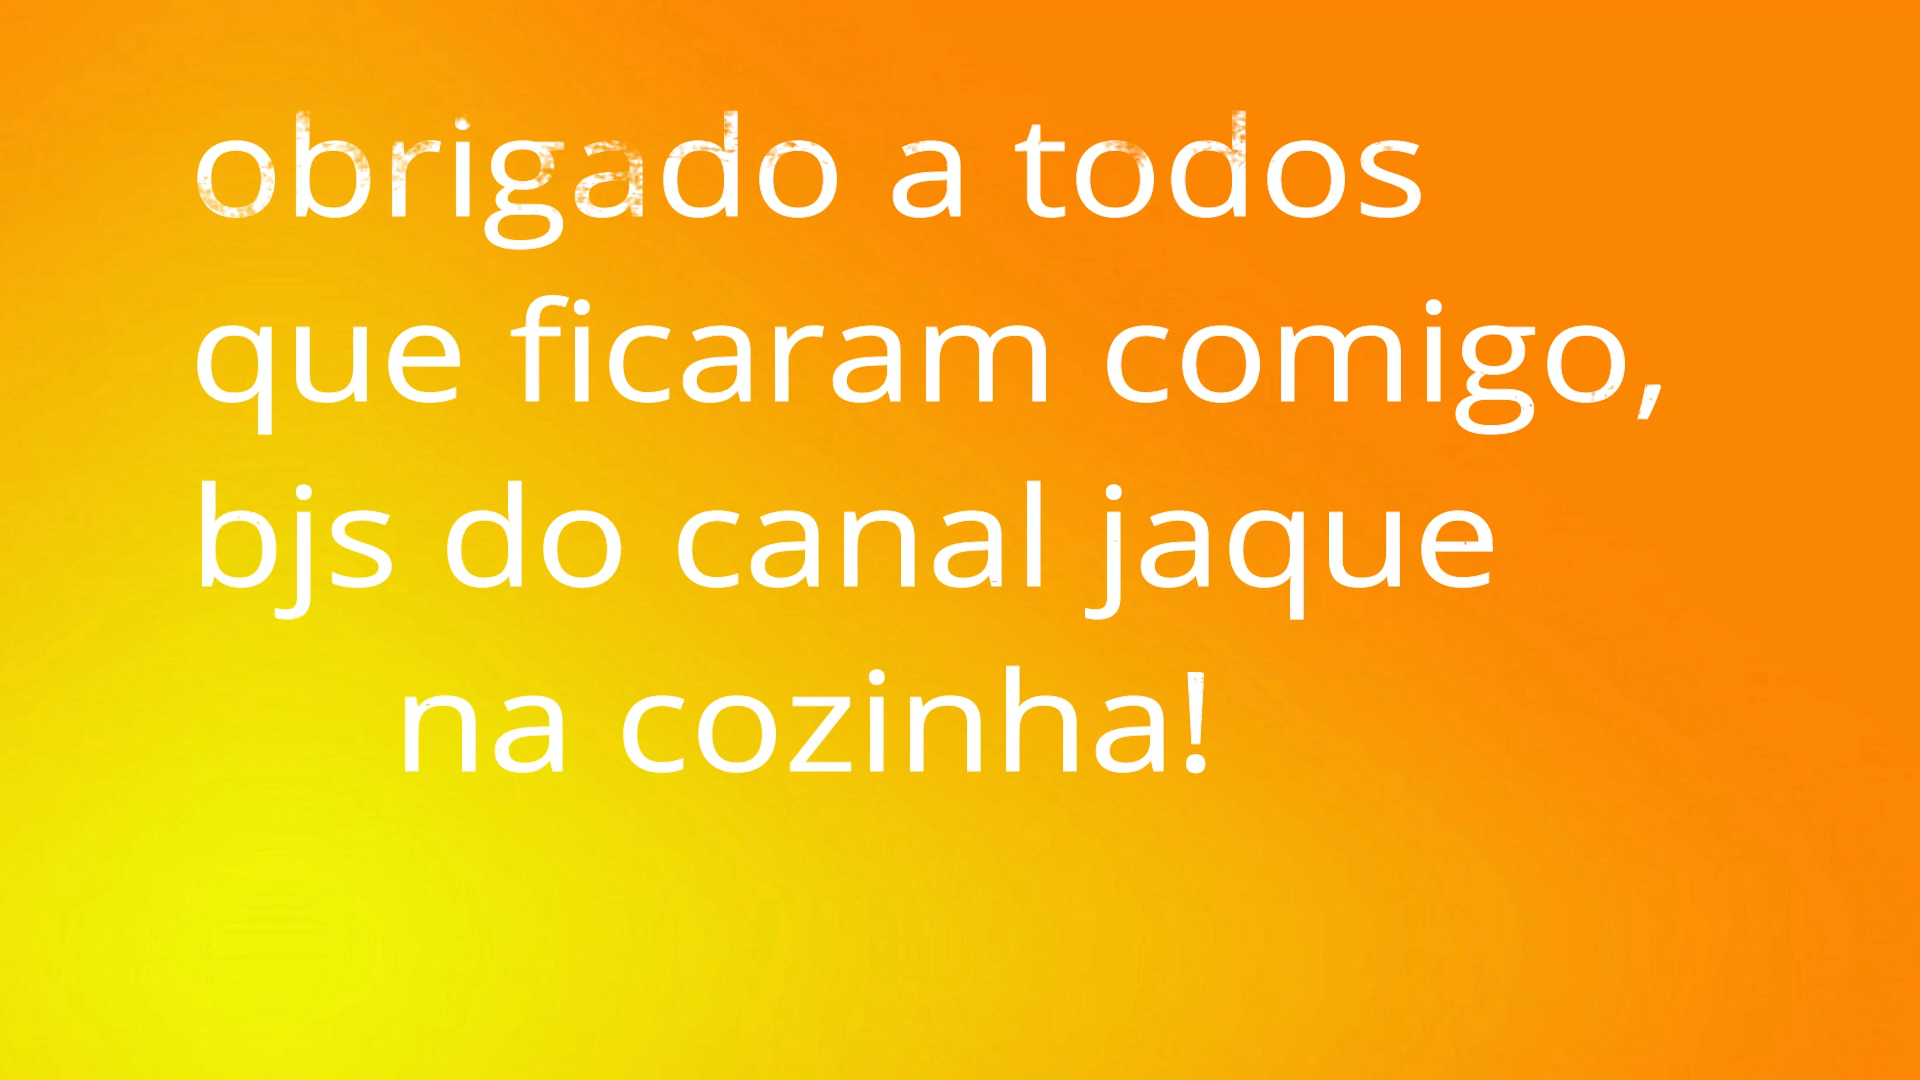 obrigado a todos
que ficaram comigo,
bjs do canal jaque
na cozinha!